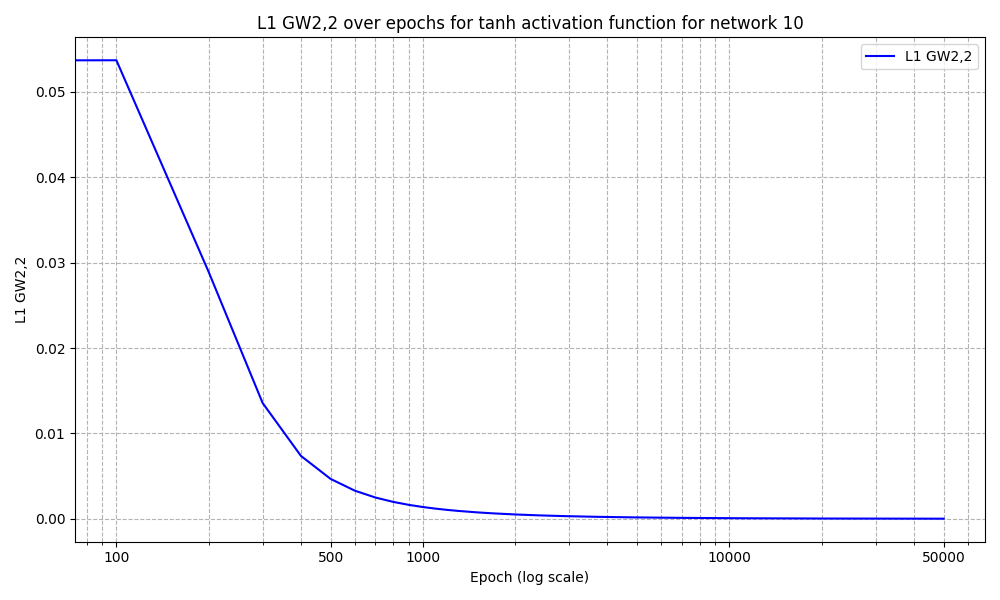 L1 GW2,2 over epochs for tanh activation function for network 10
L1 GW2,2
0.05
0.04
0.03
0.02
0.01
0.00
L1 GW2,2
100
500
1000
10000
50000
Epoch (log scale)